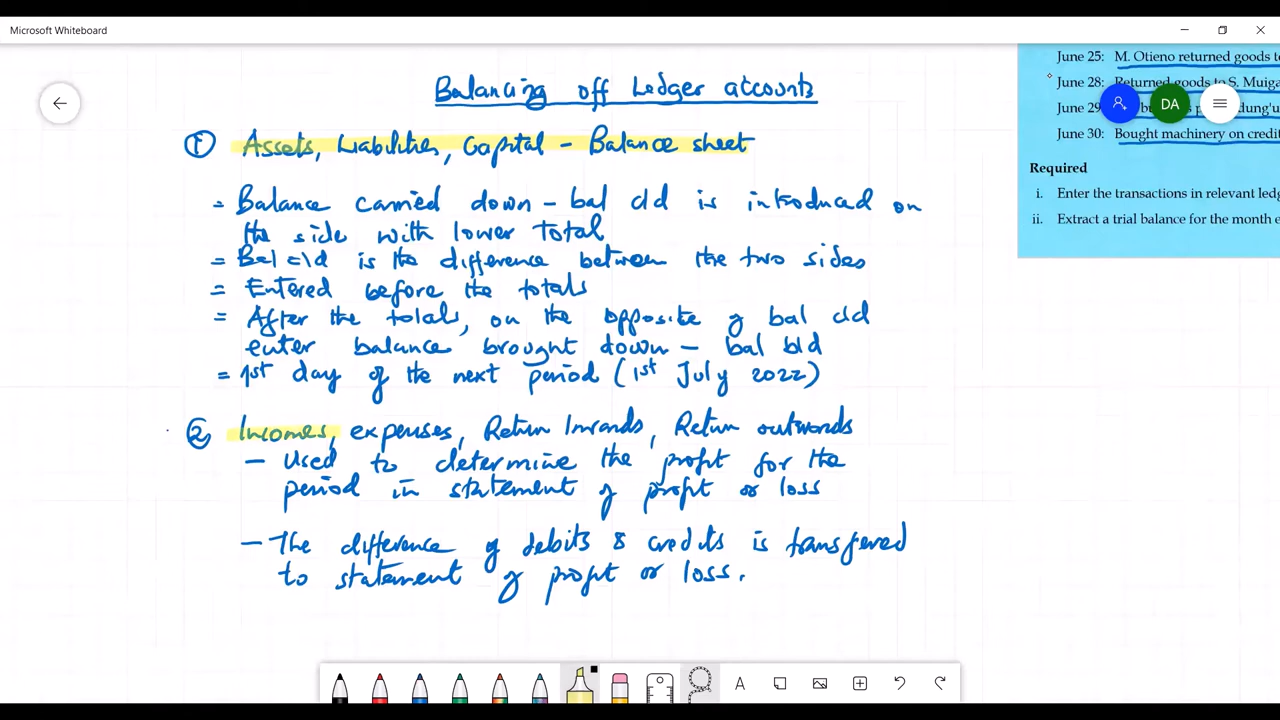 Microsoft Whiteboard
Balancing off Ledger accounts
① Assets, Liabilities, Capital - Balance sheet
= Balance carried down - bal c/d is introduced on
the side with lower total
= Bal c/d is the difference between the two sides
= Entered before the totals
= After the totals, on the opposite of bal c/d
enter balance brought down - bal b/d
= 1st day of the next period (1st July 2022)
② Incomes, expenses, Return Inwards, Return outwards
- Used to determine the profit for the
period in statement of profit or loss
- The difference of debits & credits is transferred
to statement of profit or loss.
June 25: M. Otieno returned goods to
June 28: Returned goods to S. Muiga
June 29
June 30: Bought machinery on credit
Required
i. Enter the transactions in relevant led
ii. Extract a trial balance for the month e
DA
A